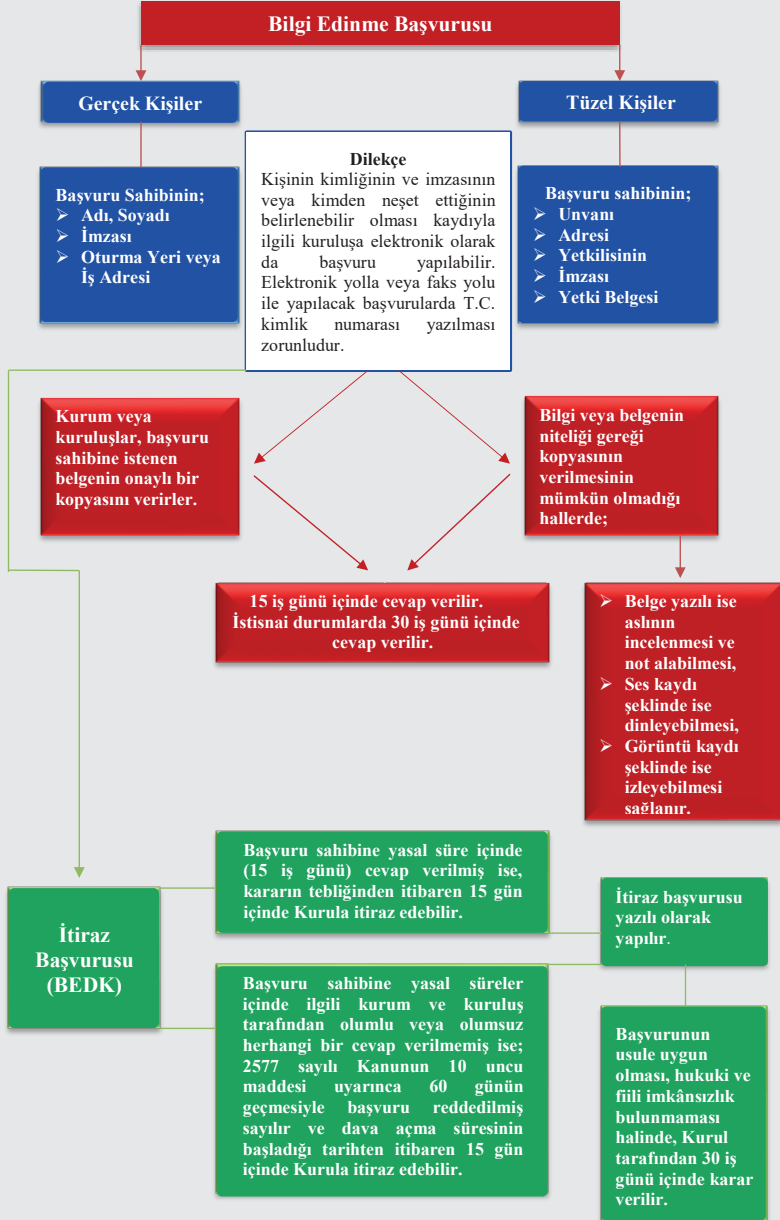 Bilgi Edinme Başvurusu
Gerçek Kişiler
Tüzel Kişiler
Başvuru Sahibinin;
➢ Adı, Soyadı
➢ İmzası
➢ Oturma Yeri veya
İş Adresi
Dilekçe
Kişinin kimliğinin ve imzasının
veya kimden neşet ettiğinin
belirlenebilir olması kaydıyla
ilgili kuruluşa elektronik olarak
da başvuru yapılabilir.
Elektronik yolla veya faks yolu
ile yapılacak başvurularda T.C.
kimlik numarası yazılması
zorunludur.
Başvuru sahibinin;
➢ Unvanı
➢ Adresi
➢ Yetkilisinin
➢ İmzası
➢ Yetki Belgesi
Kurum veya
kuruluşlar, başvuru
sahibine istenen
belgenin onaylı bir
kopyasını verirler.
Bilgi veya belgenin
niteliği gereği
kopyasının
verilmesinin
mümkün olmadığı
hallerde;
15 iş günü içinde cevap verilir.
İstisnai durumlarda 30 iş günü içinde
cevap verilir.
➢ Belge yazılı ise
aslının
incelenmesi ve
not alabilmesi,
➢ Ses kaydı
şeklinde ise
dinleyebilmesi,
➢ Görüntü kaydı
şeklinde ise
izleyebilmesi
sağlanır.
İtiraz
Başvurusu
(BEDK)
Başvuru sahibine yasal süre içinde
(15 iş günü) cevap verilmiş ise,
kararın tebliğinden itibaren 15 gün
içinde Kurula itiraz edebilir.
İtiraz başvurusu
yazılı olarak
yapılır.
Başvuru sahibine yasal süreler
içinde ilgili kurum ve kuruluş
tarafından olumlu veya olumsuz
herhangi bir cevap verilmemiş ise;
2577 sayılı Kanunun 10 uncu
maddesi uyarınca 60 günün
geçmesiyle başvuru reddedilmiş
sayılır ve dava açma süresinin
başladığı tarihten itibaren 15 gün
içinde Kurula itiraz edebilir.
Başvurunun
usule uygun
olması, hukuki ve
fiili imkânsızlık
bulunmaması
halinde, Kurul
tarafından 30 iş
günü içinde karar
verilir.